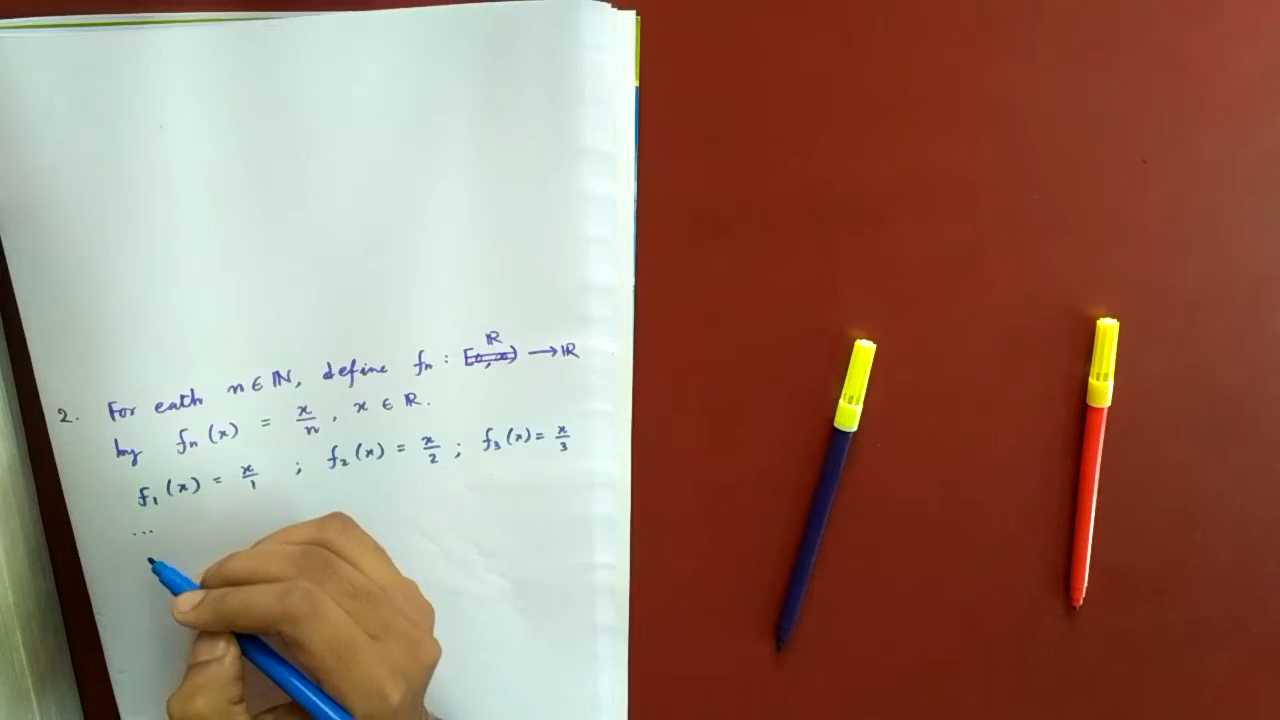 2. For each n ∈ ℕ, define fₙ : ℝ → ℝ
by fₙ(x) = x/n, x ∈ ℝ.
f₁(x) = x/1 ; f₂(x) = x/2 ; f₃(x) = x/3
...